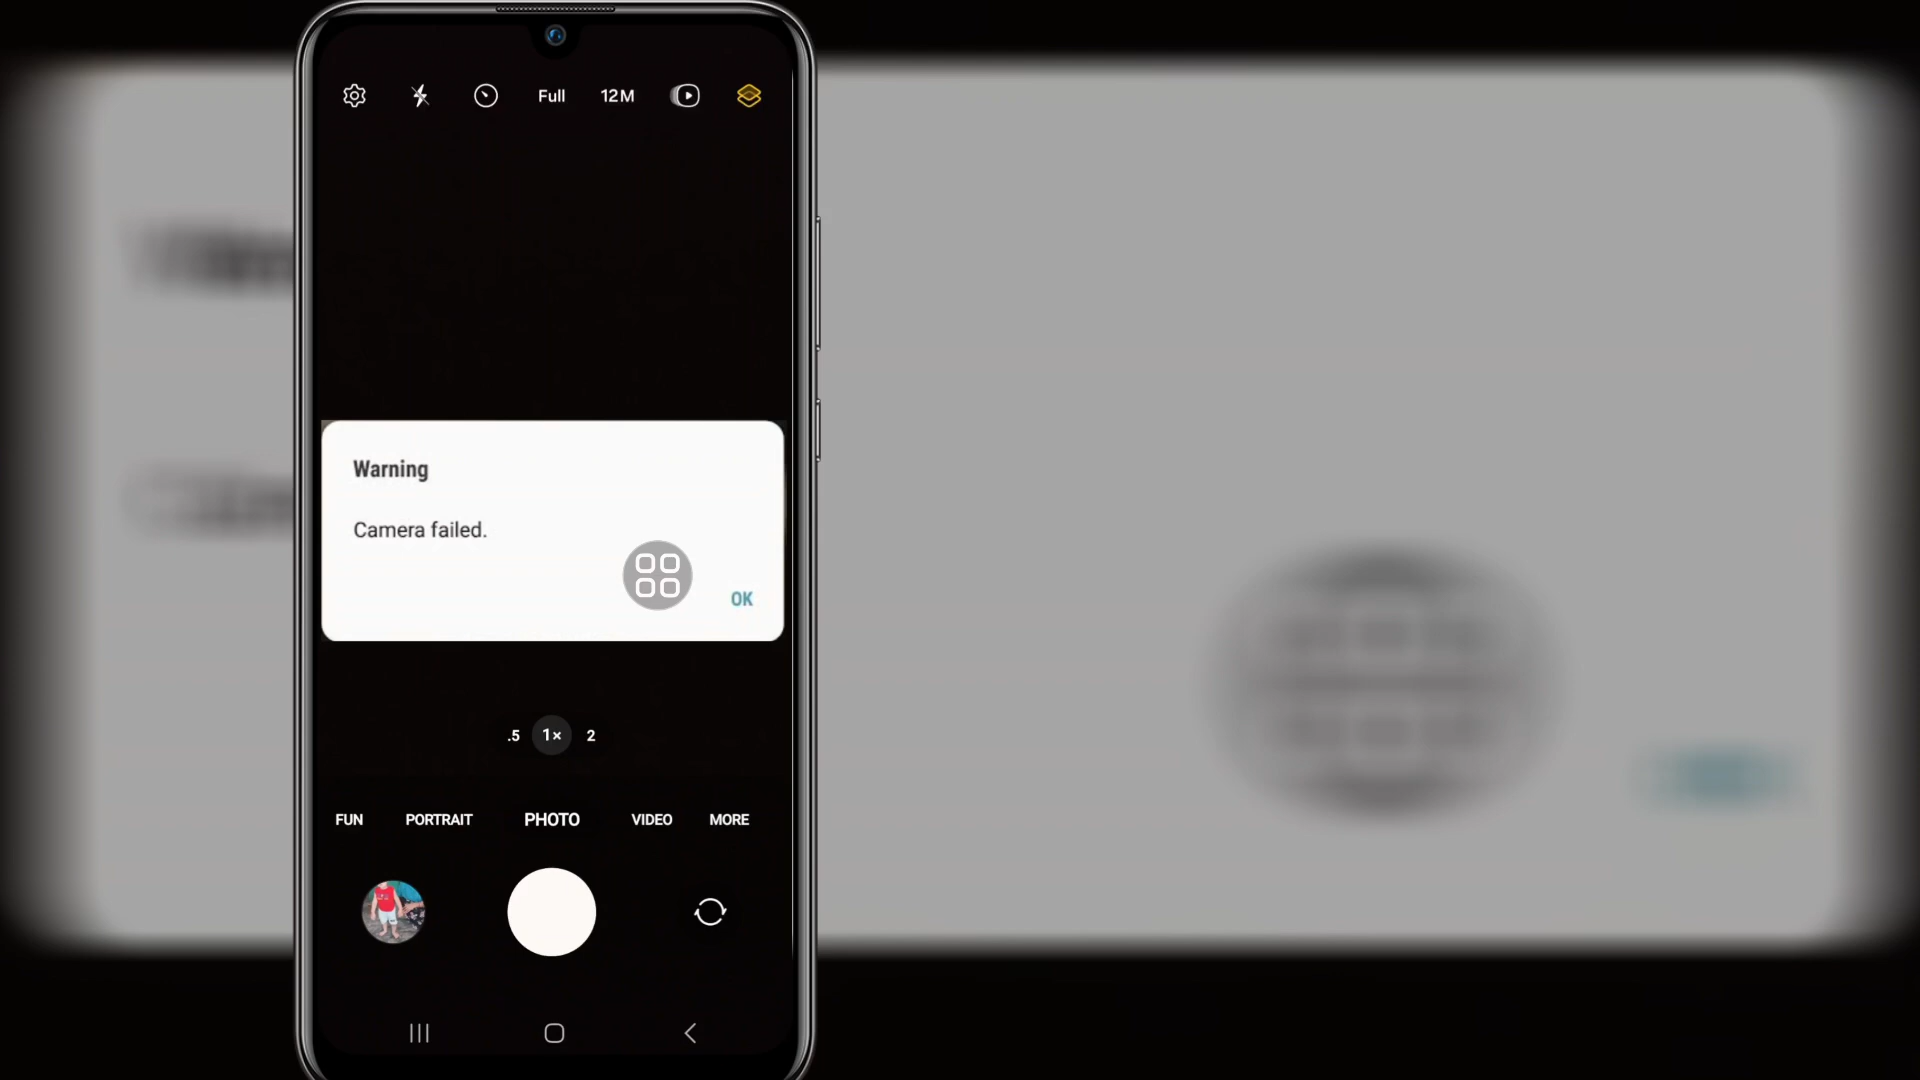 Full 12M
Warning
Camera failed.
OK
.5 1× 2
FUN PORTRAIT PHOTO VIDEO MORE